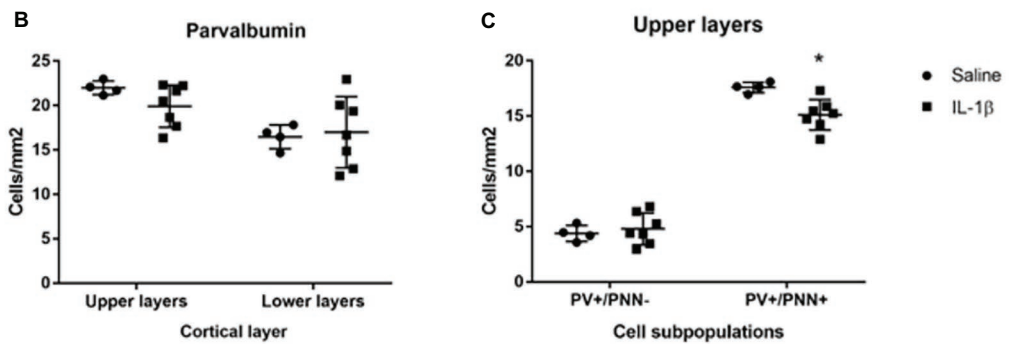 B
Parvalbumin
Cells/mm2
25
20
15
10
5
0
Upper layers Lower layers
Cortical layer
C
Upper layers
Cells/mm2
20
15
10
5
0
*
PV+/PNN- PV+/PNN+
Cell subpopulations
Saline
IL-1β